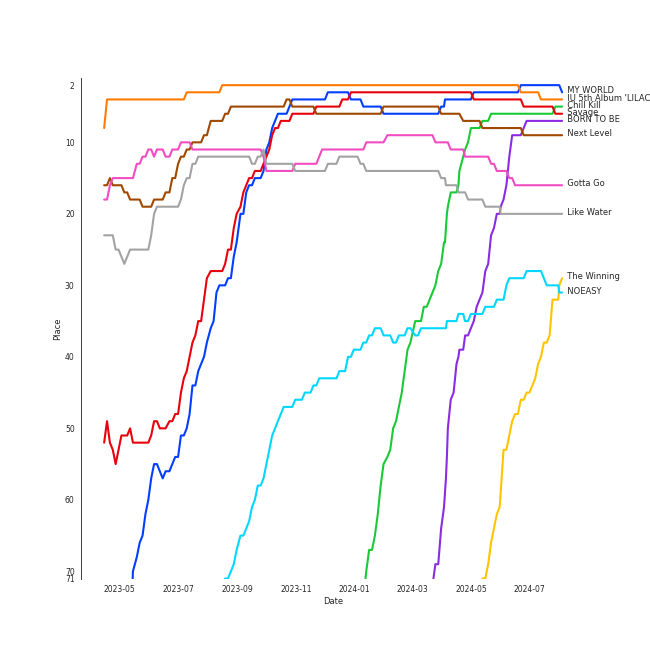 2
10
20
30
40
50
60
70
71
Place
2023-05
2023-07
2023-09
2023-11
2024-01
2024-03
2024-05
2024-07
Date
MY WORLD
IU 5th Album 'LILAC
Chill Kill
Savage
BORN TO BE
Next Level
Gotta Go
Like Water
The Winning
NOEASY